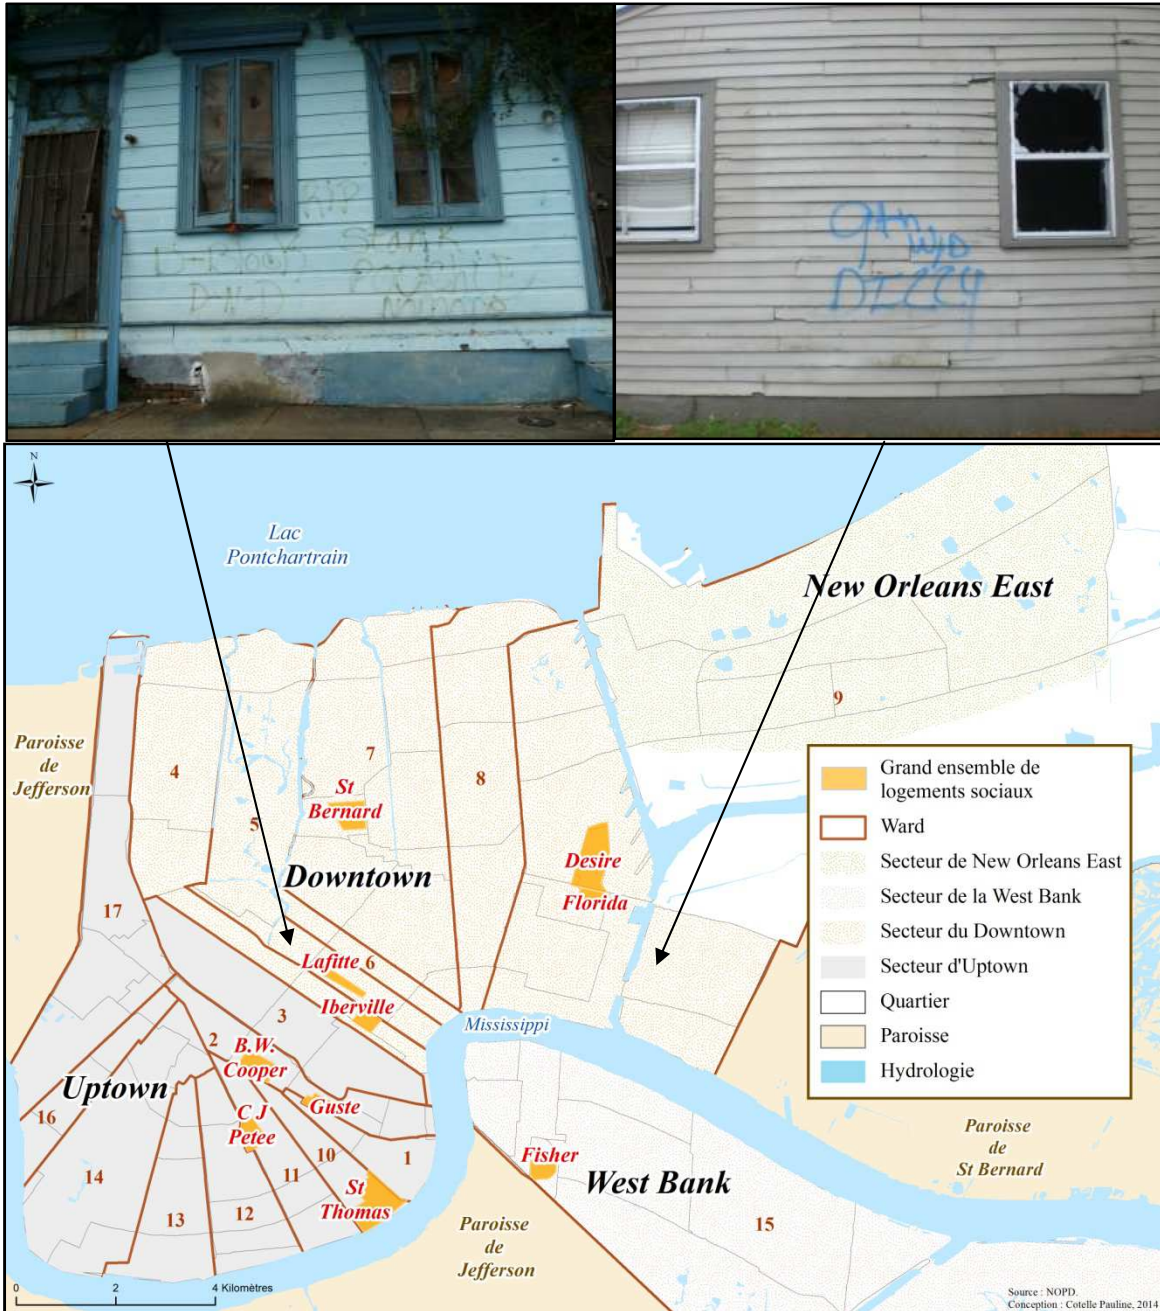 RIP
D-BLOCK
D-N-D
9th
WD
DIZZY
N
Lac
Pontchartrain
New Orleans East
Paroisse
de
Jefferson
4
7
8
9
St
Bernard
5
Downtown
Desire
Florida
17
Lafitte
6
Iberville
Mississippi
3
2
B.W.
Cooper
Uptown
Guste
16
C J
Petee
10
1
14
11
St
Thomas
13
12
Fisher
West Bank
15
Paroisse
de
Jefferson
Paroisse
de
St Bernard
Grand ensemble de
logements sociaux
Ward
Secteur de New Orleans East
Secteur de la West Bank
Secteur du Downtown
Secteur d'Uptown
Quartier
Paroisse
Hydrologie
0 2 4 Kilomètres
Source : NOPD.
Conception : Cotelle Pauline, 2014.